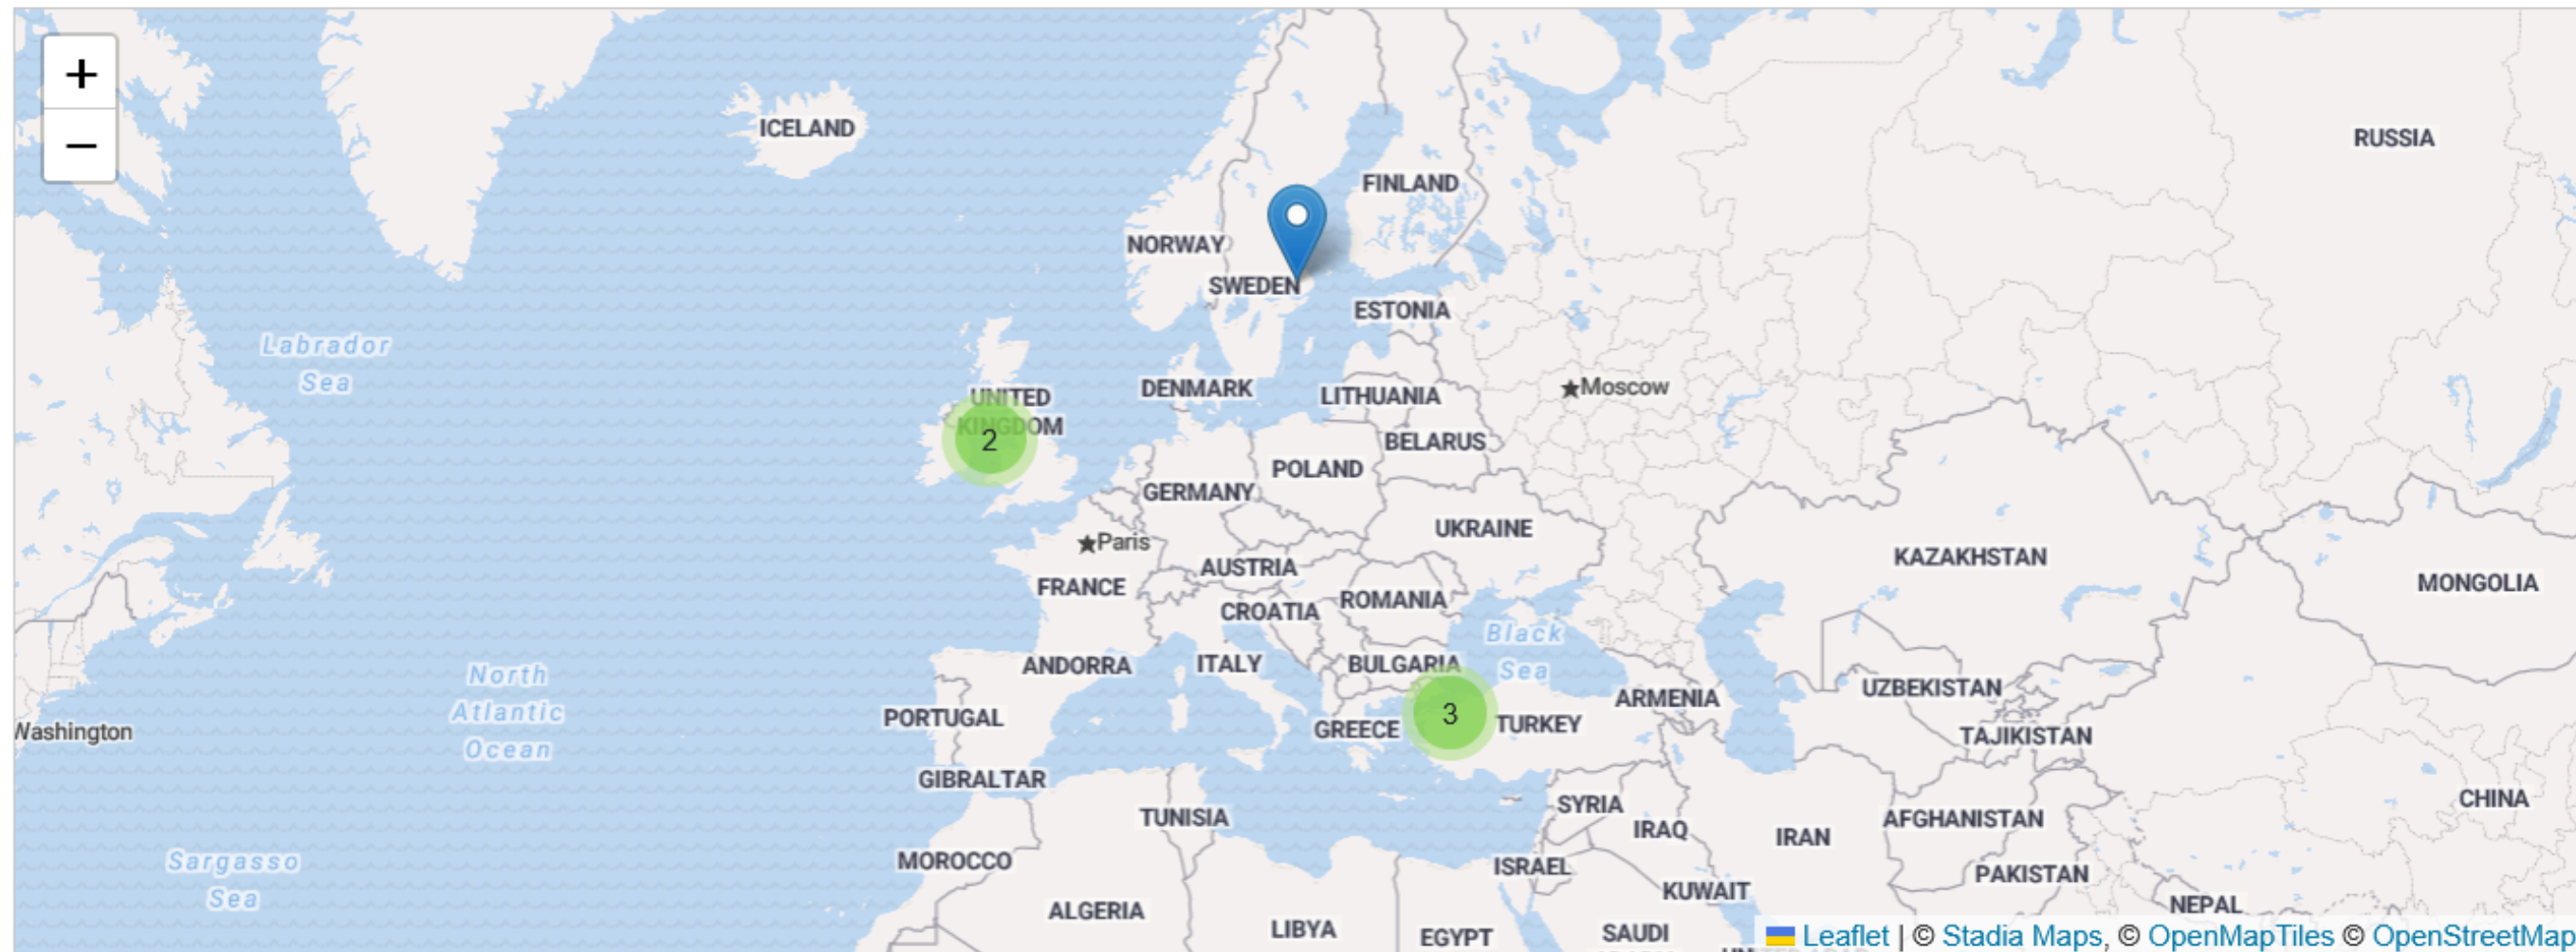 +
−
ICELAND
RUSSIA
FINLAND
NORWAY
SWEDEN
ESTONIA
Labrador
Sea
UNITED
KINGDOM
2
DENMARK
LITHUANIA
Moscow
BELARUS
POLAND
GERMANY
UKRAINE
Paris
AUSTRIA
FRANCE
KAZAKHSTAN
MONGOLIA
CROATIA
ROMANIA
Black
Sea
ANDORRA
ITALY
BULGARIA
North
Atlantic
Ocean
UZBEKISTAN
ARMENIA
3
PORTUGAL
GREECE
TURKEY
Washington
TAJIKISTAN
GIBRALTAR
SYRIA
CHINA
TUNISIA
IRAQ
IRAN
AFGHANISTAN
MOROCCO
Sargasso
Sea
ISRAEL
PAKISTAN
KUWAIT
ALGERIA
NEPAL
LIBYA
EGYPT
SAUDI
Leaflet | © Stadia Maps, © OpenMapTiles © OpenStreetMap